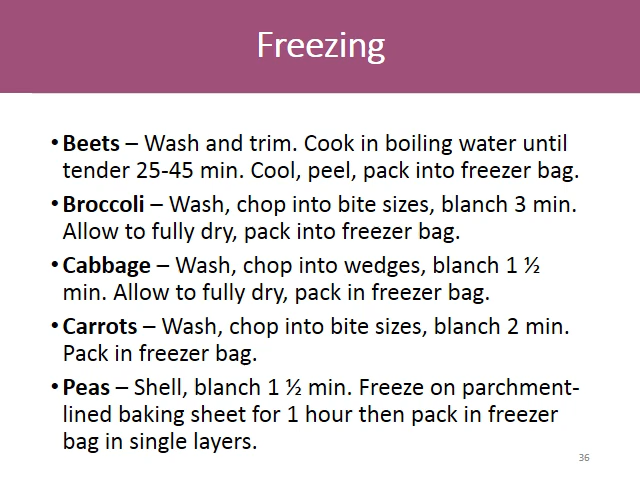 Freezing
• Beets – Wash and trim. Cook in boiling water until
tender 25-45 min. Cool, peel, pack into freezer bag.
• Broccoli – Wash, chop into bite sizes, blanch 3 min.
Allow to fully dry, pack into freezer bag.
• Cabbage – Wash, chop into wedges, blanch 1 ½
min. Allow to fully dry, pack in freezer bag.
• Carrots – Wash, chop into bite sizes, blanch 2 min.
Pack in freezer bag.
• Peas – Shell, blanch 1 ½ min. Freeze on parchment-
lined baking sheet for 1 hour then pack in freezer
bag in single layers.
36